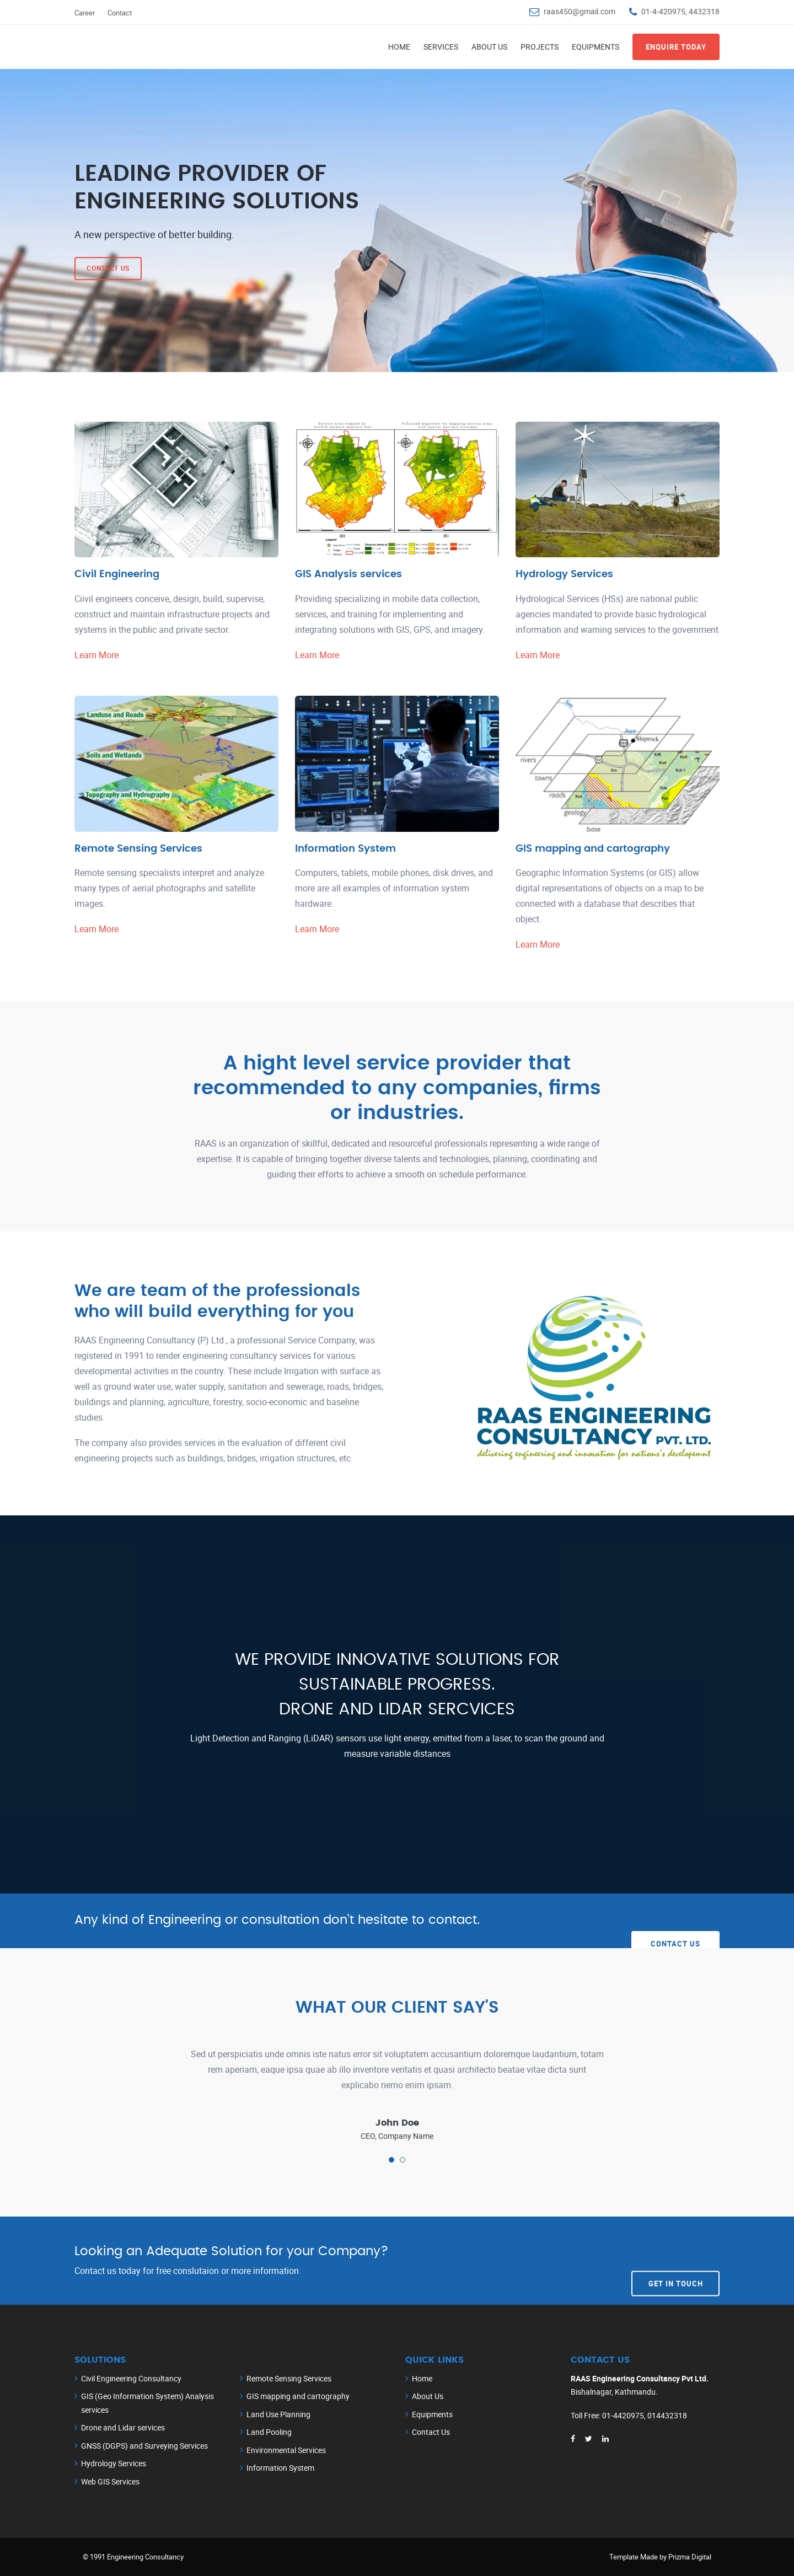 Career Contact
raas450@gmail.com 01-4-420975, 4432318
HOME SERVICES ABOUT US PROJECTS EQUIPMENTS ENQUIRE TODAY
LEADING PROVIDER OF
ENGINEERING SOLUTIONS
A new perspective of better building.
CONTACT US
Civil Engineering
Ciivil engineers conceive, design, build, supervise,
construct and maintain infrastructure projects and
systems in the public and private sector.
Learn More
(a) (b)
Legend
GIS Analysis services
Providing specializing in mobile data collection,
services, and training for implementing and
integrating solutions with GIS, GPS, and imagery.
Learn More
Hydrology Services
Hydrological Services (HSs) are national public
agencies mandated to provide basic hydrological
information and warning services to the government
Learn More
Landuse and Roads
Soils and Wetlands
Topography and Hydrography
Remote Sensing Services
Remote sensing specialists interpret and analyze
many types of aerial photographs and satellite
images.
Learn More
Information System
Computers, tablets, mobile phones, disk drives, and
more are all examples of information system
hardware.
Learn More
Shiprock
rivers
towns
roads
geology
base
GIS mapping and cartography
Geographic Information Systems (or GIS) allow
digital representations of objects on a map to be
connected with a database that describes that
object.
Learn More
A hight level service provider that
recommended to any companies, firms
or industries.
RAAS is an organization of skillful, dedicated and resourceful professionals representing a wide range of
expertise. It is capable of bringing together diverse talents and technologies, planning, coordinating and
guiding their efforts to achieve a smooth on schedule performance.
We are team of the professionals
who will build everything for you
RAAS Engineering Consultancy (P) Ltd., a professional Service Company, was
registered in 1991 to render engineering consultancy services for various
developmental activities in the country. These include Irrigation with surface as
well as ground water use, water supply, sanitation and sewerage, roads, bridges,
buildings and planning, agriculture, forestry, socio-economic and baseline
studies.
The company also provides services in the evaluation of different civil
engineering projects such as buildings, bridges, irrigation structures, etc
RAAS ENGINEERING
CONSULTANCY PVT. LTD.
delivering engineering and innovation for nations's developemnt
WE PROVIDE INNOVATIVE SOLUTIONS FOR
SUSTAINABLE PROGRESS.
DRONE AND LIDAR SERCVICES
Light Detection and Ranging (LiDAR) sensors use light energy, emitted from a laser, to scan the ground and
measure variable distances
Any kind of Engineering or consultation don't hesitate to contact.
CONTACT US
WHAT OUR CLIENT SAY'S
Sed ut perspiciatis unde omnis iste natus error sit voluptatem accusantium doloremque laudantium, totam
rem aperiam, eaque ipsa quae ab illo inventore veritatis et quasi architecto beatae vitae dicta sunt
explicabo nemo enim ipsam.
John Doe
CEO, Company Name
Looking an Adequate Solution for your Company?
Contact us today for free conslutaion or more information.
GET IN TOUCH
SOLUTIONS
Civil Engineering Consultancy
GIS (Geo Information System) Analysis
services
Drone and Lidar services
GNSS (DGPS) and Surveying Services
Hydrology Services
Web GIS Services
Remote Sensing Services
GIS mapping and cartography
Land Use Planning
Land Pooling
Environmental Services
Information System
QUICK LINKS
Home
About Us
Equipments
Contact Us
CONTACT US
RAAS Engineering Consultancy Pvt Ltd.
Bishalnagar, Kathmandu.
Toll Free: 01-4420975, 014432318
© 1991 Engineering Consultancy
Template Made by Prizma Digital